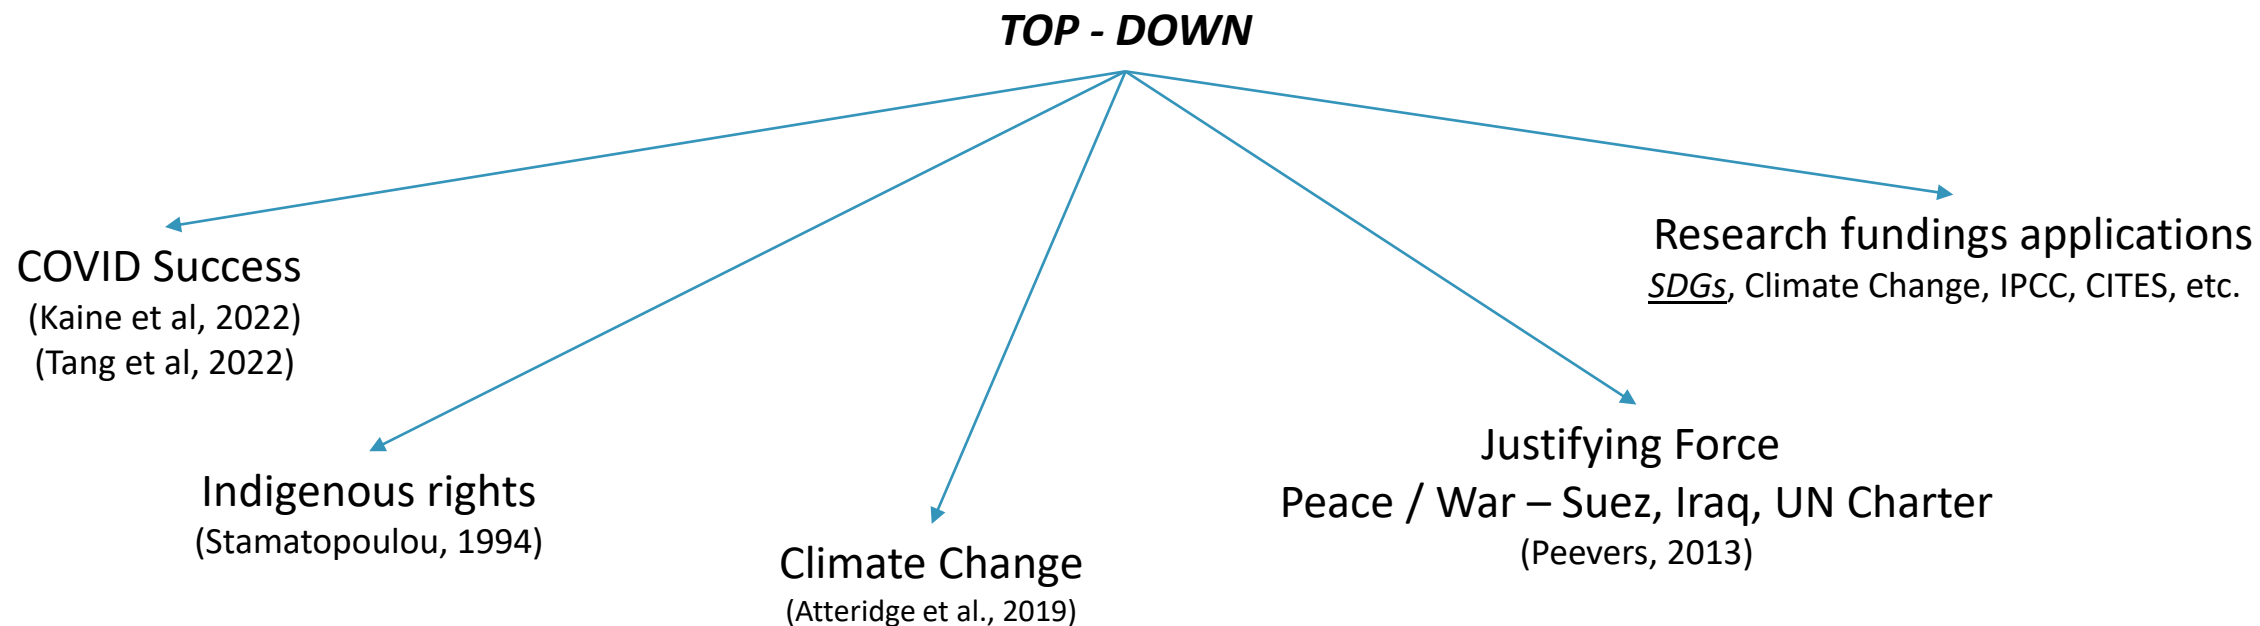 TOP - DOWN
COVID Success
(Kaine et al, 2022)
(Tang et al, 2022)
Indigenous rights
(Stamatopoulou, 1994)
Climate Change
(Atteridge et al., 2019)
Justifying Force
Peace / War – Suez, Iraq, UN Charter
(Peevers, 2013)
Research fundings applications
SDGs, Climate Change, IPCC, CITES, etc.